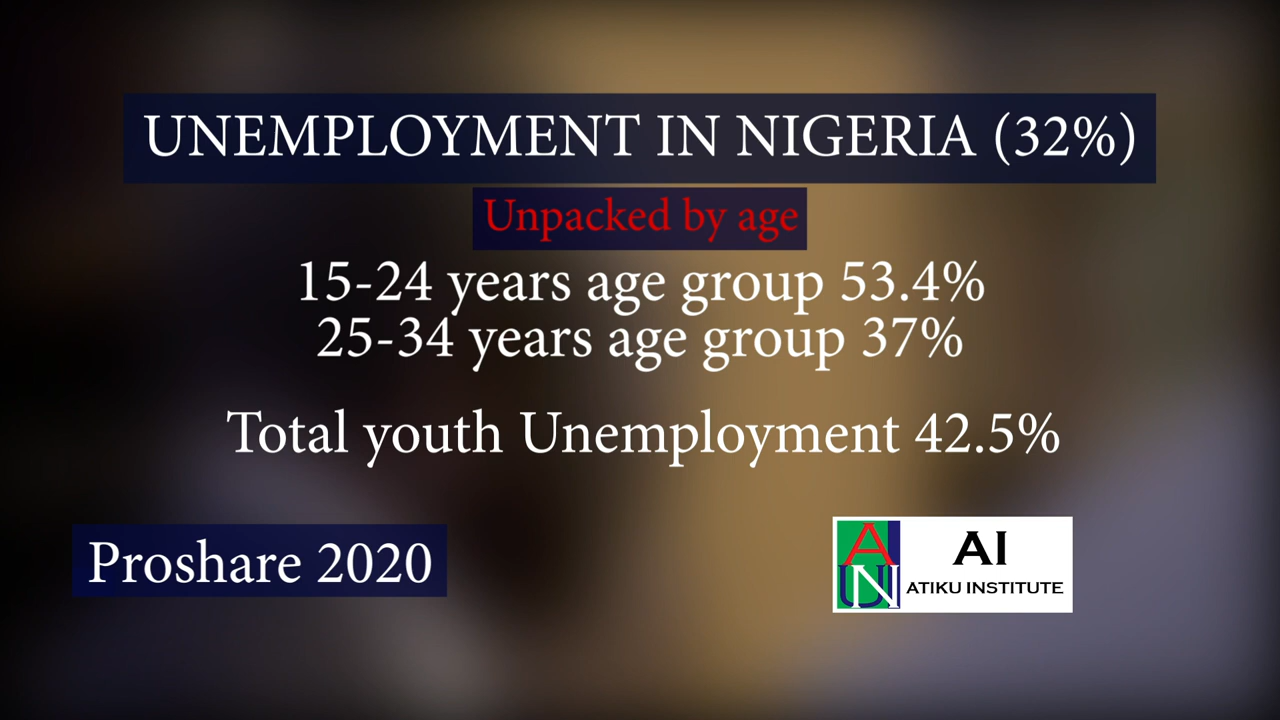 UNEMPLOYMENT IN NIGERIA (32%)
Unpacked by age
15-24 years age group 53.4%
25-34 years age group 37%
Total youth Unemployment 42.5%
Proshare 2020
AUN
AI
ATIKU INSTITUTE